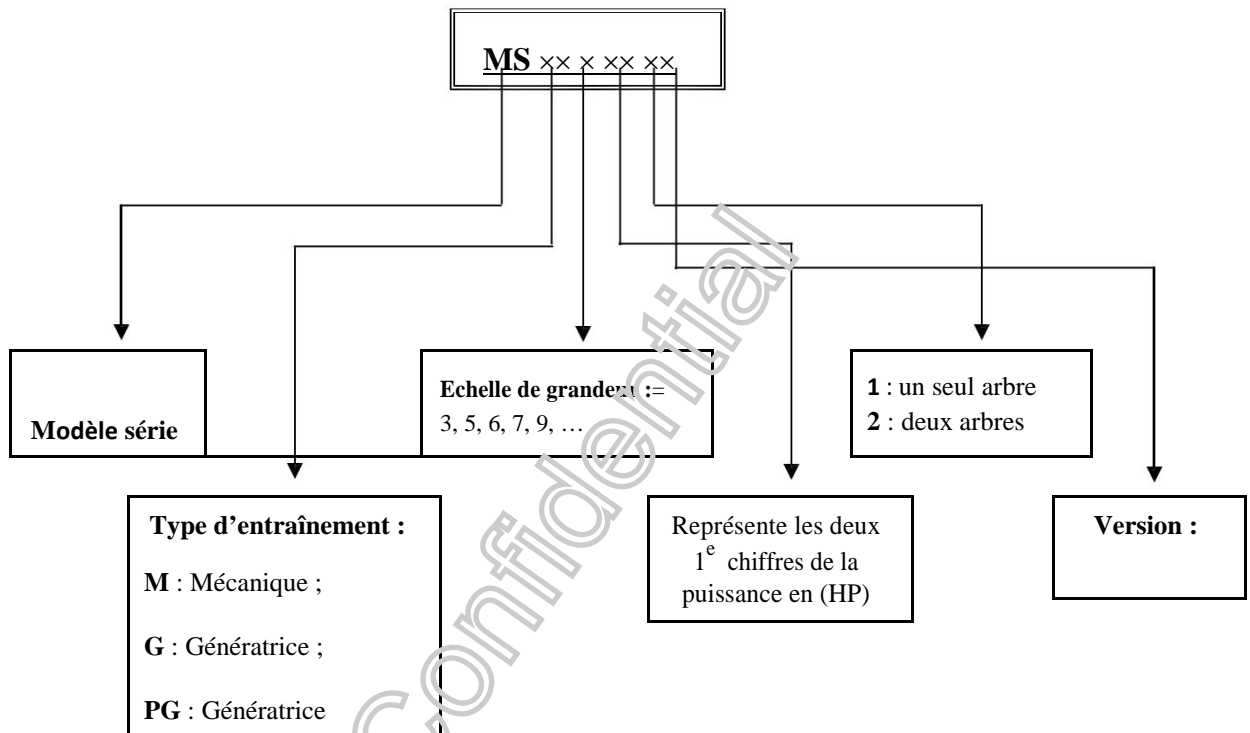 MS ×× × ×× ××
Modèle série
Echelle de grandeur :=
3, 5, 6, 7, 9, …
1 : un seul arbre
2 : deux arbres
Type d’entraînement :
M : Mécanique ;
G : Génératrice ;
PG : Génératrice
Représente les deux
1e chiffres de la
puissance en (HP)
Version :
Confidential